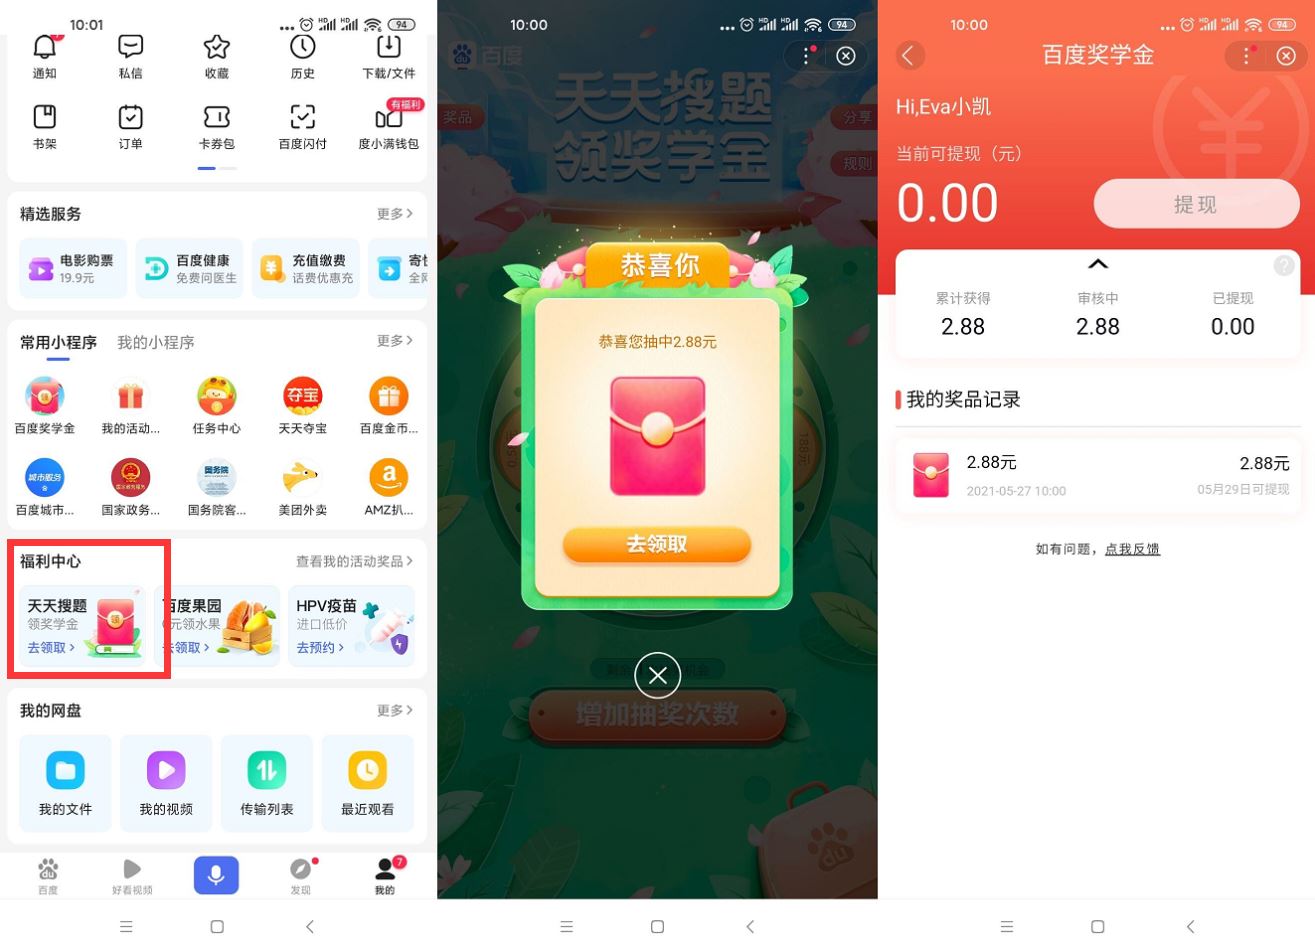 10:01
HD
HD
94
通知
私信
收藏
历史
下载/文件
有福利
书架
订单
卡券包
百度闪付
度小满钱包
精选服务
更多
电影购票
19.9元
百度健康
免费问医生
充值缴费
话费优惠充
常用小程序
我的小程序
更多
领
夺宝
百度奖学金
我的活动...
任务中心
天天夺宝
百度金币...
城市服务
国务院
a
百度城市...
国家政务...
国务院客...
美团外卖
AMZ扒...
福利中心
查看我的活动奖品
天天搜题
领奖学金
去领取
领
百度果园
0元领水果
去领取
HPV疫苗
进口低价
去预约
我的网盘
更多
我的文件
我的视频
传输列表
最近观看
百度
好看视频
发现
我的
7
10:00
HD
HD
94
du
百度
天天搜题
领奖学金
奖品
分享
规则
恭喜你
恭喜您抽中2.88元
去领取
188元
增加抽奖次数
du
10:00
HD
HD
94
百度奖学金
Hi,Eva小凯
当前可提现（元）
0.00
提现
?
累计获得
审核中
已提现
2.88
2.88
0.00
我的奖品记录
2.88元
2.88元
2021-05-27 10:00
05月29日可提现
如有问题，点我反馈